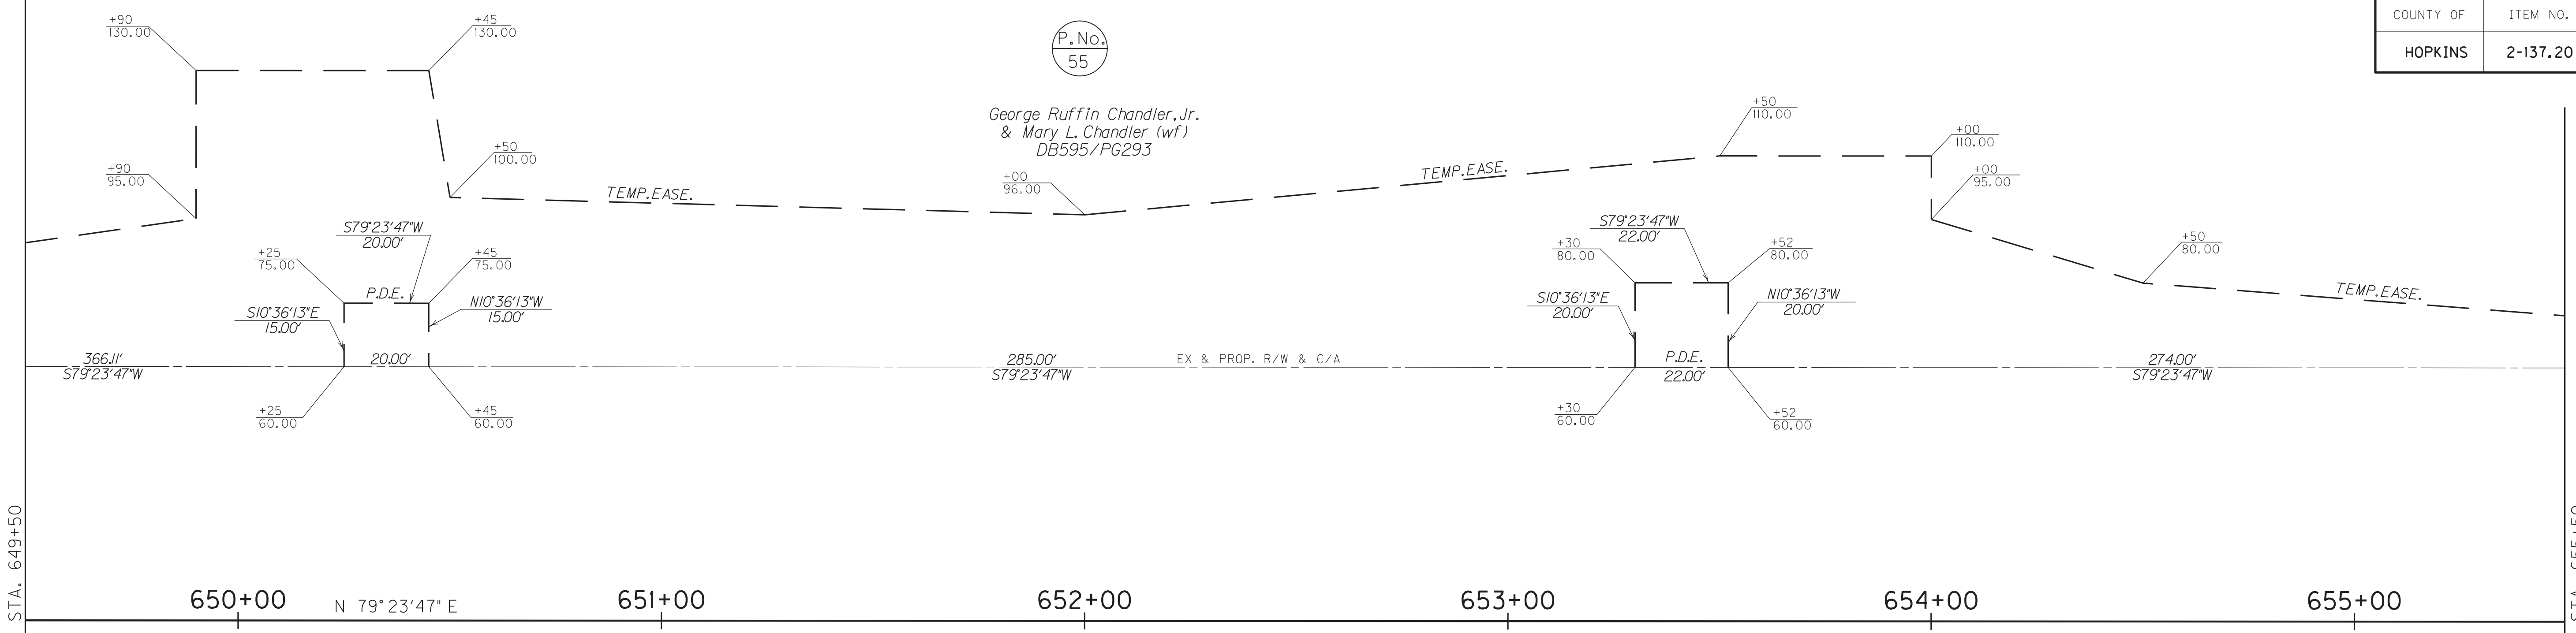 +90
130.00
+45
130.00
P.No.
55
COUNTY OF
ITEM NO.
HOPKINS
2-137.20
George Ruffin Chandler,Jr.
& Mary L. Chandler (wf)
DB595/PG293
+50
110.00
+00
110.00
+50
100.00
+90
95.00
+00
96.00
+00
95.00
TEMP.EASE.
TEMP.EASE.
S79°23'47"W
20.00'
S79°23'47"W
22.00'
+25
75.00
+45
75.00
+30
80.00
+52
80.00
+50
80.00
P.D.E.
S10°36'13"E
15.00'
N10°36'13"W
15.00'
S10°36'13"E
20.00'
N10°36'13"W
20.00'
TEMP.EASE.
366.11'
S79°23'47"W
20.00'
285.00'
S79°23'47"W
EX & PROP. R/W & C/A
P.D.E.
22.00'
274.00'
S79°23'47"W
+25
60.00
+45
60.00
+30
60.00
+52
60.00
STA. 649+50
650+00
N 79°23'47" E
651+00
652+00
653+00
654+00
655+00